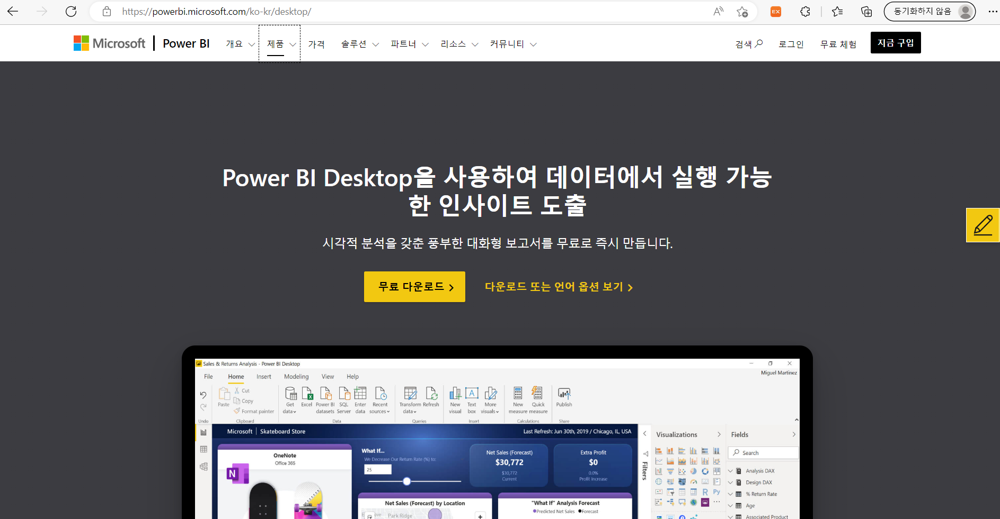 https://powerbi.microsoft.com/ko-kr/desktop/
EX
동기화하지 않음
Microsoft
Power BI
개요
제품
가격
솔루션
파트너
리소스
커뮤니티
검색
로그인
무료 체험
지금 구입
Power BI Desktop을 사용하여 데이터에서 실행 가능
한 인사이트 도출
시각적 분석을 갖춘 풍부한 대화형 보고서를 무료로 즉시 만듭니다.
무료 다운로드
다운로드 또는 언어 옵션 보기
Sales & Returns Analysis - Power BI Desktop
Miguel Martinez
File Home Insert Modeling View Help
Undo
Paste
Cut
Copy
Format painter
Clipboard
Get data
Excel
Power BI datasets
SQL Server
Enter data
Recent sources
Data
Transform data
Refresh
Queries
New visual
Text box
More visuals
Insert
New measure
Quick measure
Calculations
Publish
Share
Microsoft | Skateboard Store
Last Refresh: Jun 30th, 2019 / Chicago, IL, USA
OneNote
Office 365
N
What If...
We Decrease Our Return Rate (%) to:
25
Net Sales (Forecast)
$30,772
$30,772
Current
Extra Profit
$0
0.0%
Profit Increase
Net Sales (Forecast) by Location
Park Ridge
"What If" Analysis Forecast
Predicted Net Sales Forecast
Filters
Visualizations
R Py
Fields
Search
Analysis DAX
Design DAX
% Return Rate
Age
Associated Product